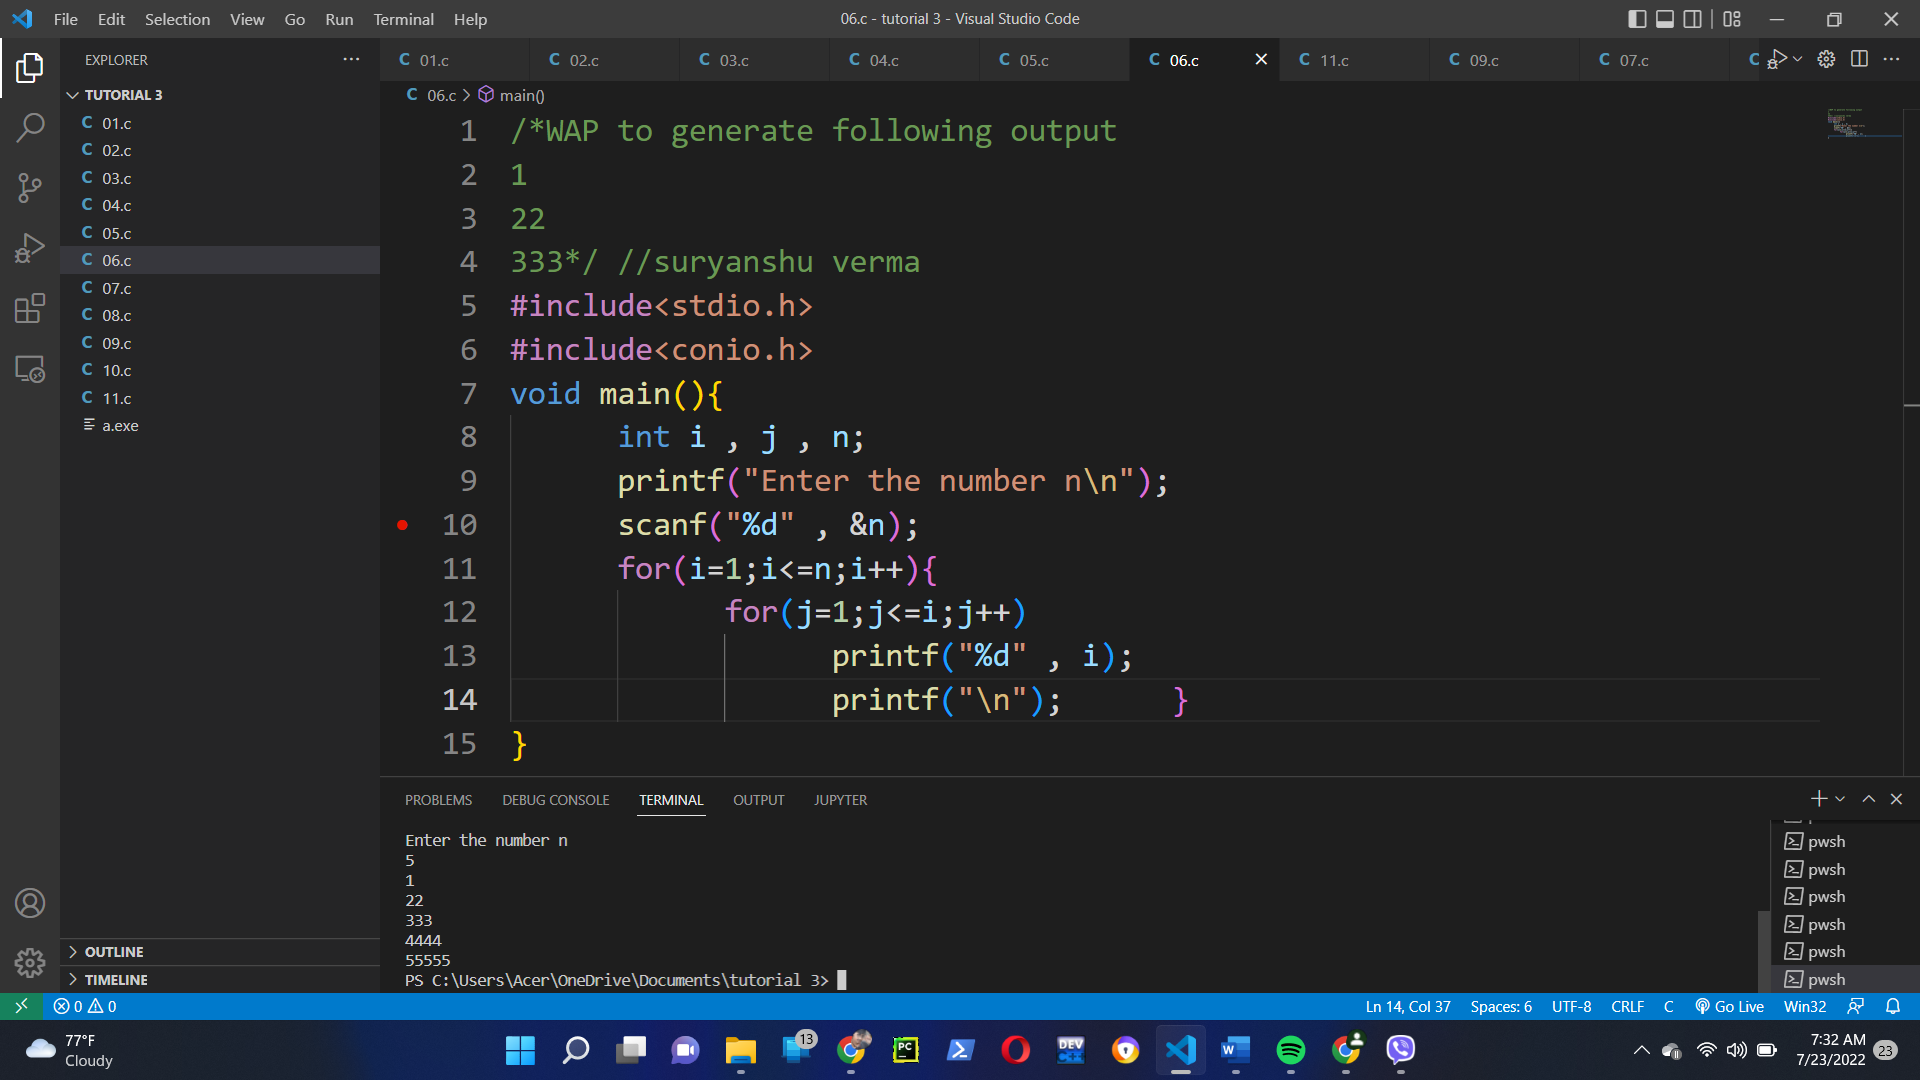 File Edit Selection View Go Run Terminal Help
06.c - tutorial 3 - Visual Studio Code
EXPLORER
TUTORIAL 3
01.c
02.c
03.c
04.c
05.c
06.c
07.c
08.c
09.c
10.c
11.c
a.exe
OUTLINE
TIMELINE
C 01.c C 02.c C 03.c C 04.c C 05.c C 06.c C 11.c C 09.c C 07.c C
C 06.c > main()
1 /*WAP to generate following output
2 1
3 22
4 333*/ //suryanshu verma
5 #include<stdio.h>
6 #include<conio.h>
7 void main(){
8 int i , j , n;
9 printf("Enter the number n\n");
10 scanf("%d" , &n);
11 for(i=1;i<=n;i++){
12 for(j=1;j<=i;j++)
13 printf("%d" , i);
14 printf("\n"); }
15 }
PROBLEMS DEBUG CONSOLE TERMINAL OUTPUT JUPYTER
Enter the number n
5
1
22
333
4444
55555
PS C:\Users\Acer\OneDrive\Documents\tutorial 3>
pwsh
pwsh
pwsh
pwsh
pwsh
pwsh
0 0
Ln 14, Col 37 Spaces: 6 UTF-8 CRLF C Go Live Win32
77°F
Cloudy
13
PC
DEV
W
7:32 AM
7/23/2022
23